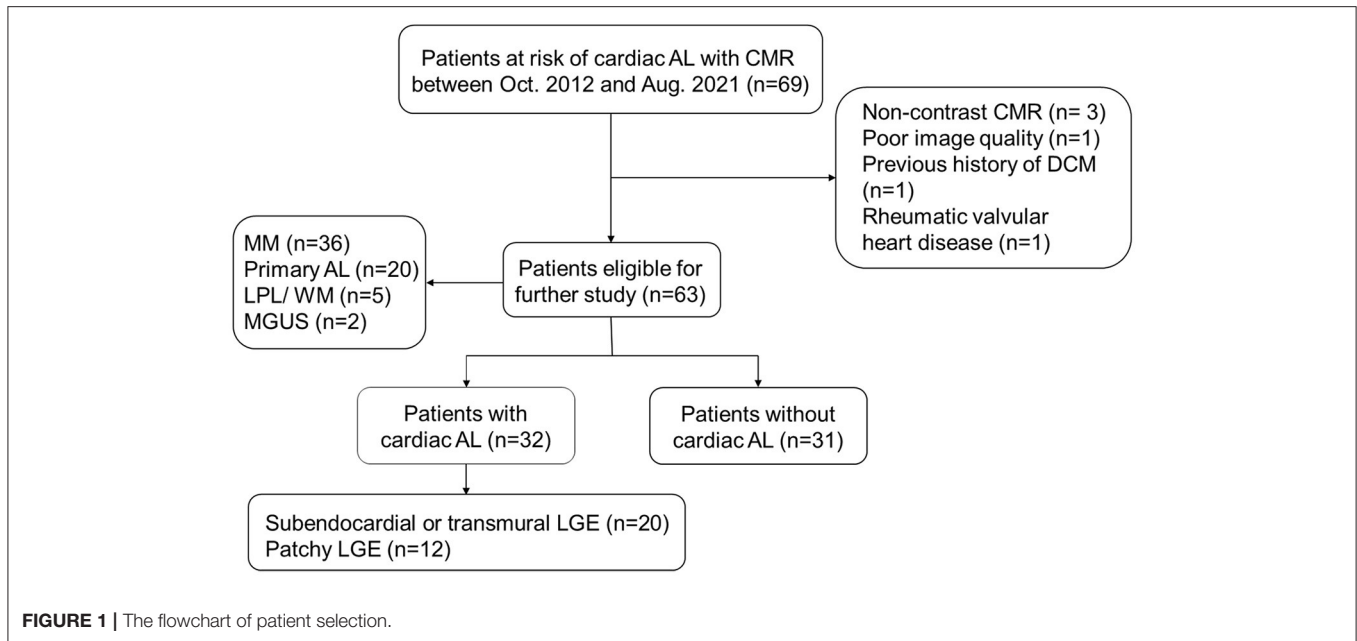 Patients at risk of cardiac AL with CMR
between Oct. 2012 and Aug. 2021 (n=69)
Non-contrast CMR (n= 3)
Poor image quality (n=1)
Previous history of DCM
(n=1)
Rheumatic valvular
heart disease (n=1)
MM (n=36)
Primary AL (n=20)
LPL/ WM (n=5)
MGUS (n=2)
Patients eligible for
further study (n=63)
Patients with
cardiac AL (n=32)
Patients without
cardiac AL (n=31)
Subendocardial or transmural LGE (n=20)
Patchy LGE (n=12)
FIGURE 1 | The flowchart of patient selection.